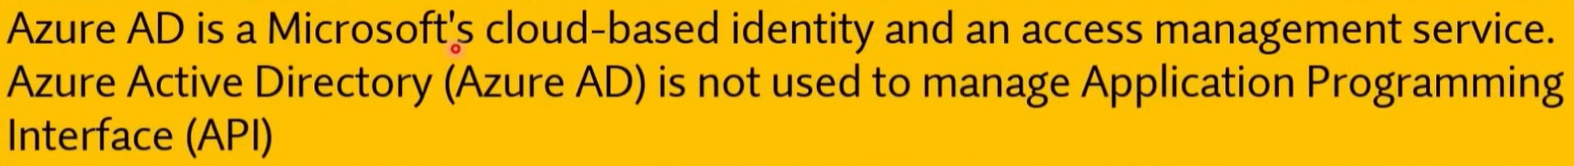 Azure AD is a Microsoft's cloud-based identity and an access management service.
Azure Active Directory (Azure AD) is not used to manage Application Programming
Interface (API)